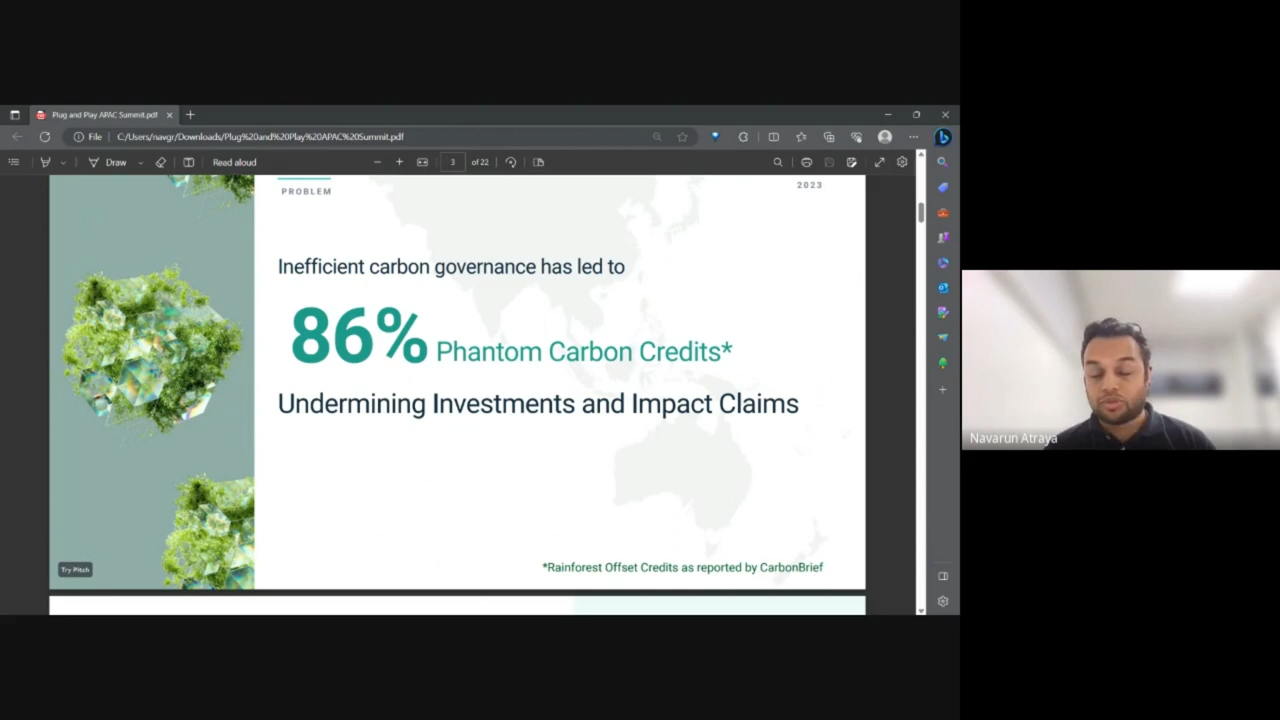 Plug and Play APAC Summit.pdf
File
C:/Users/navgr/Downloads/Plug%20and%20Play%20APAC%20Summit.pdf
Draw
Read aloud
3
of 22
PROBLEM
2023
Inefficient carbon governance has led to
86% Phantom Carbon Credits*
Undermining Investments and Impact Claims
*Rainforest Offset Credits as reported by CarbonBrief
Try Pitch
Navarun Atraya